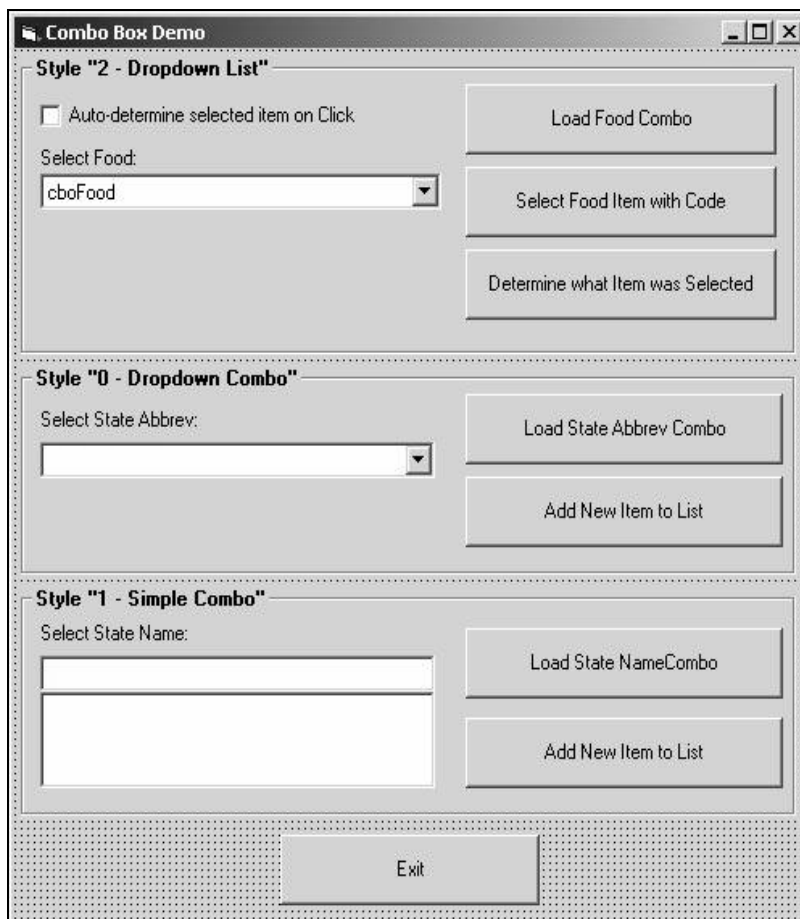 Combo Box Demo
Style "2 - Dropdown List"
Auto-determine selected item on Click
Load Food Combo
Select Food:
cboFood
Select Food Item with Code
Determine what Item was Selected
Style "0 - Dropdown Combo"
Select State Abbrev:
Load State Abbrev Combo
Add New Item to List
Style "1 - Simple Combo"
Select State Name:
Load State NameCombo
Add New Item to List
Exit